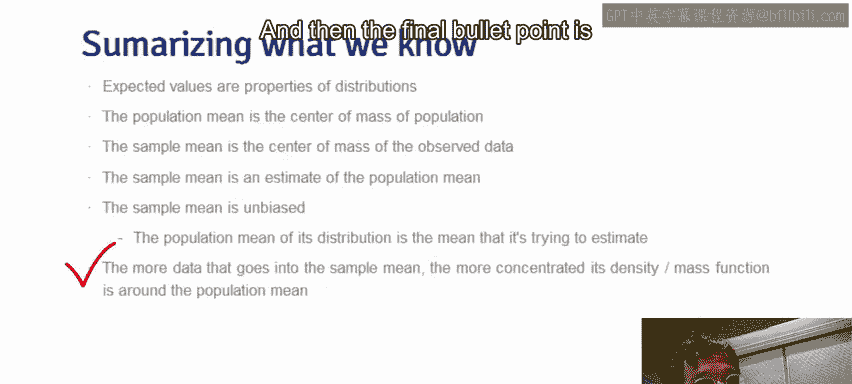 And then the final bullet point is
GPT中英字幕课程资源@bilibili.com
Sumarizing what we know
· Expected values are properties of distributions
· The population mean is the center of mass of population
· The sample mean is the center of mass of the observed data
· The sample mean is an estimate of the population mean
· The sample mean is unbiased
- The population mean of its distribution is the mean that it's trying to estimate
The more data that goes into the sample mean, the more concentrated its density / mass function
is around the population mean